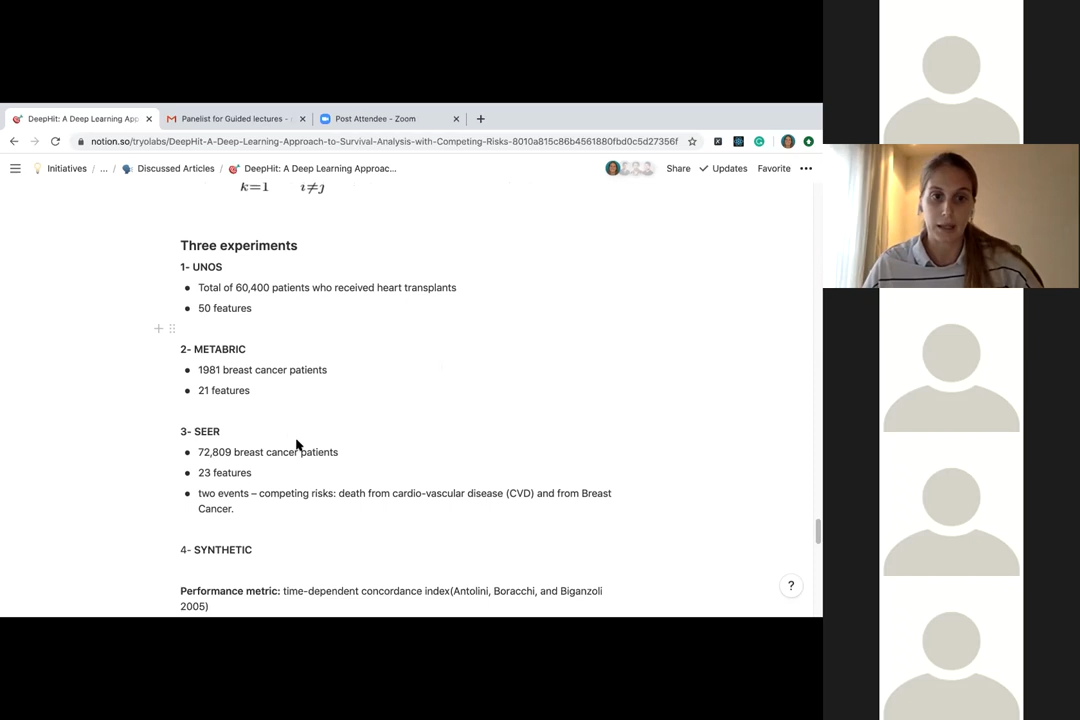 DeepHit: A Deep Learning App
Panelist for Guided lectures -
Post Attendee - Zoom
notion.so/tryolabs/DeepHit-A-Deep-Learning-Approach-to-Survival-Analysis-with-Competing-Risks-8010a815c86b4561880fbd0c5d27356f
Initiatives / ... / Discussed Articles / DeepHit: A Deep Learning Approac...
Share Updates Favorite
k=1 i≠j
Three experiments
1- UNOS
Total of 60,400 patients who received heart transplants
50 features
2- METABRIC
1981 breast cancer patients
21 features
3- SEER
72,809 breast cancer patients
23 features
two events – competing risks: death from cardio-vascular disease (CVD) and from Breast
Cancer.
4- SYNTHETIC
Performance metric: time-dependent concordance index(Antolini, Boracchi, and Biganzoli
2005)
?